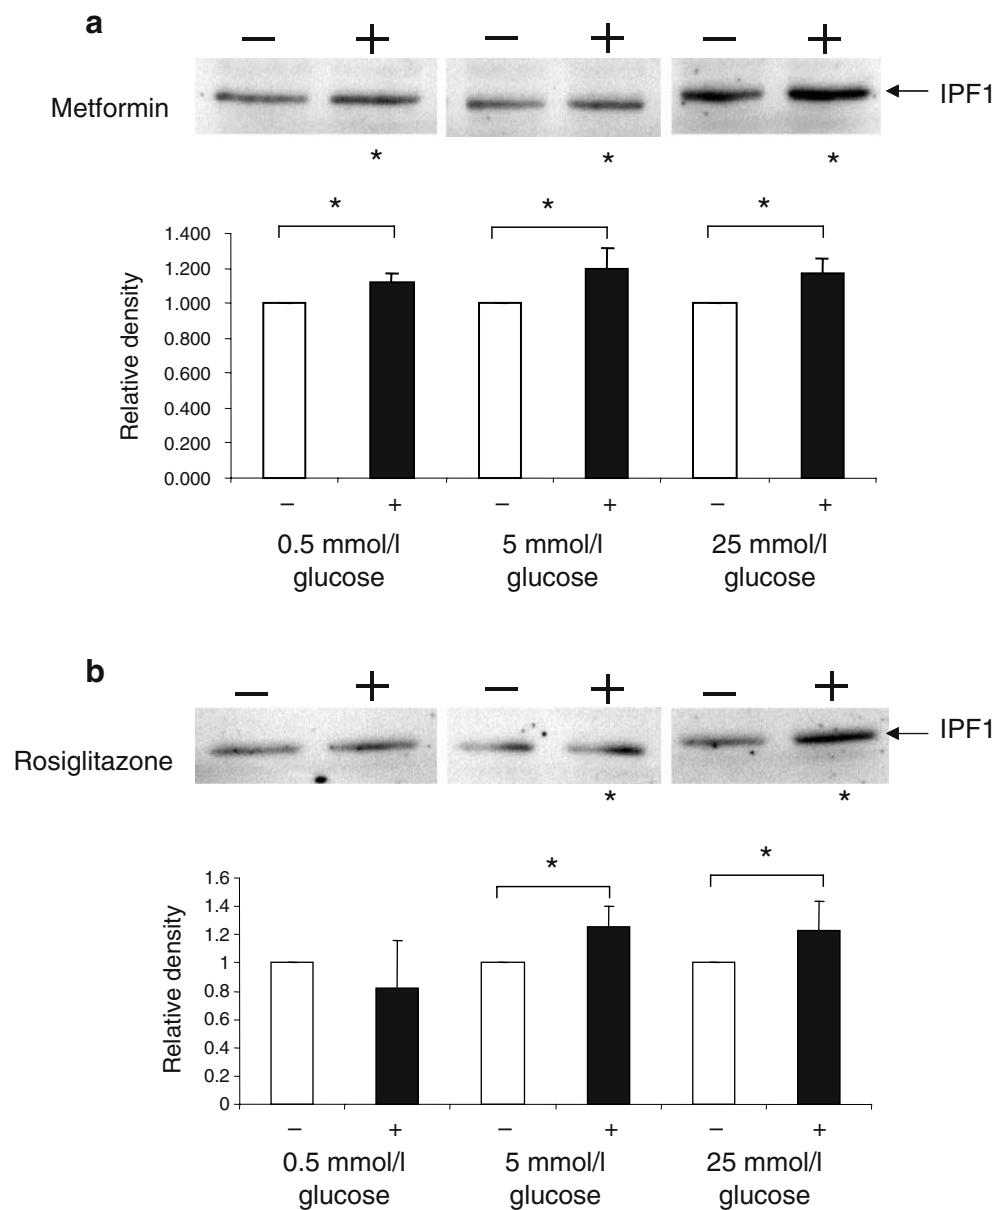 a
− + − + − +
Metformin
IPF1
* * *
* * *
Relative density
1.400
1.200
1.000
0.800
0.600
0.400
0.200
0.000
− + − + − +
0.5 mmol/l glucose
5 mmol/l glucose
25 mmol/l glucose
b
− + − + − +
Rosiglitazone
IPF1
* *
* *
Relative density
1.6
1.4
1.2
1
0.8
0.6
0.4
0.2
0
− + − + − +
0.5 mmol/l glucose
5 mmol/l glucose
25 mmol/l glucose